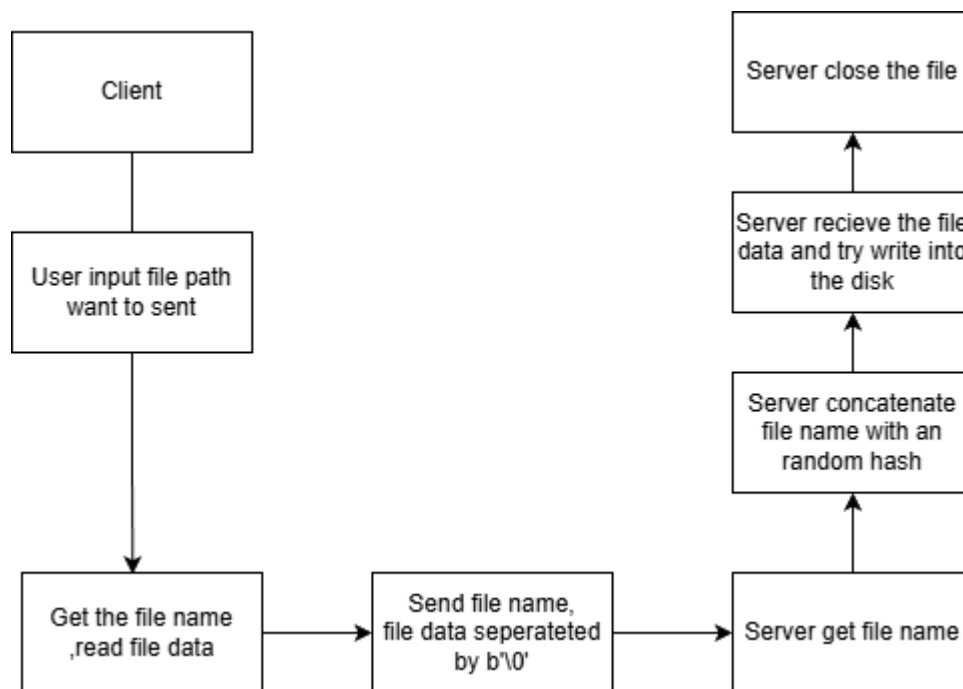 Client
User input file path
want to sent
Get the file name
,read file data
Send file name,
file data seperateted
by b'\0'
Server get file name
Server concatenate
file name with an
random hash
Server recieve the file
data and try write into
the disk
Server close the file